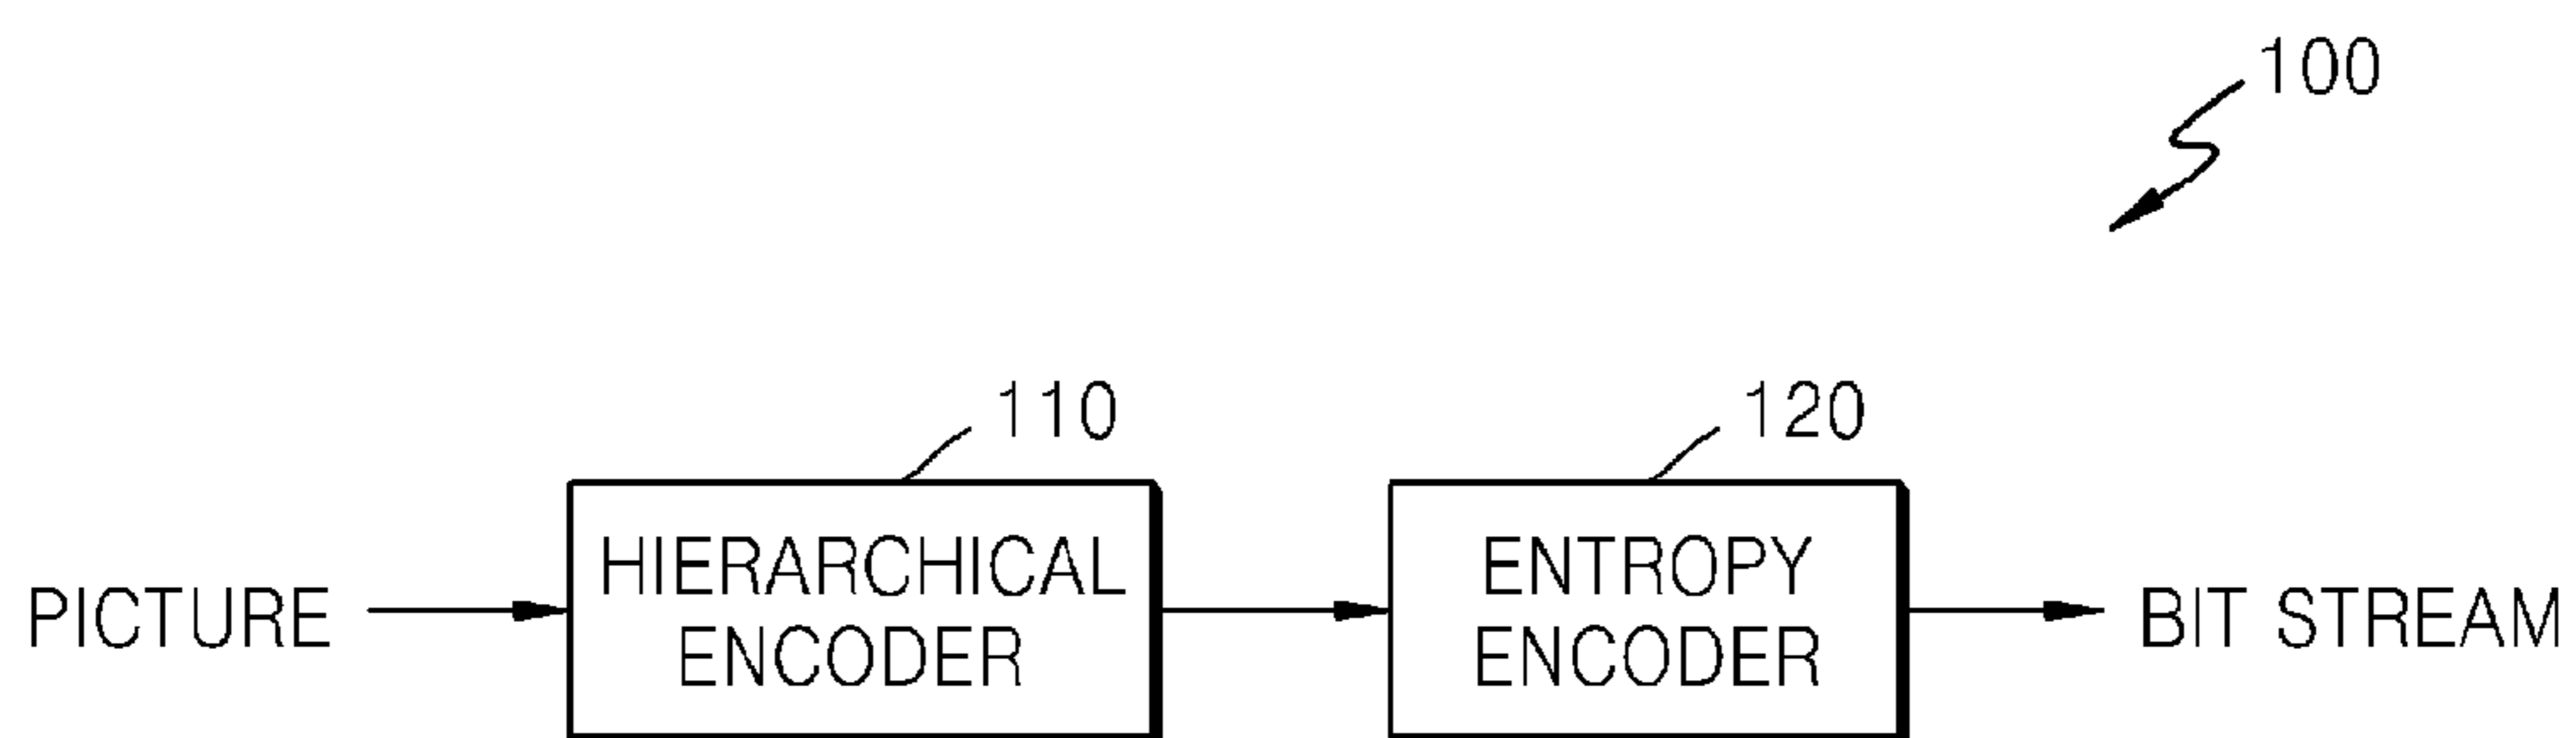 100
110
120
PICTURE
HIERARCHICAL
ENCODER
ENTROPY
ENCODER
BIT STREAM